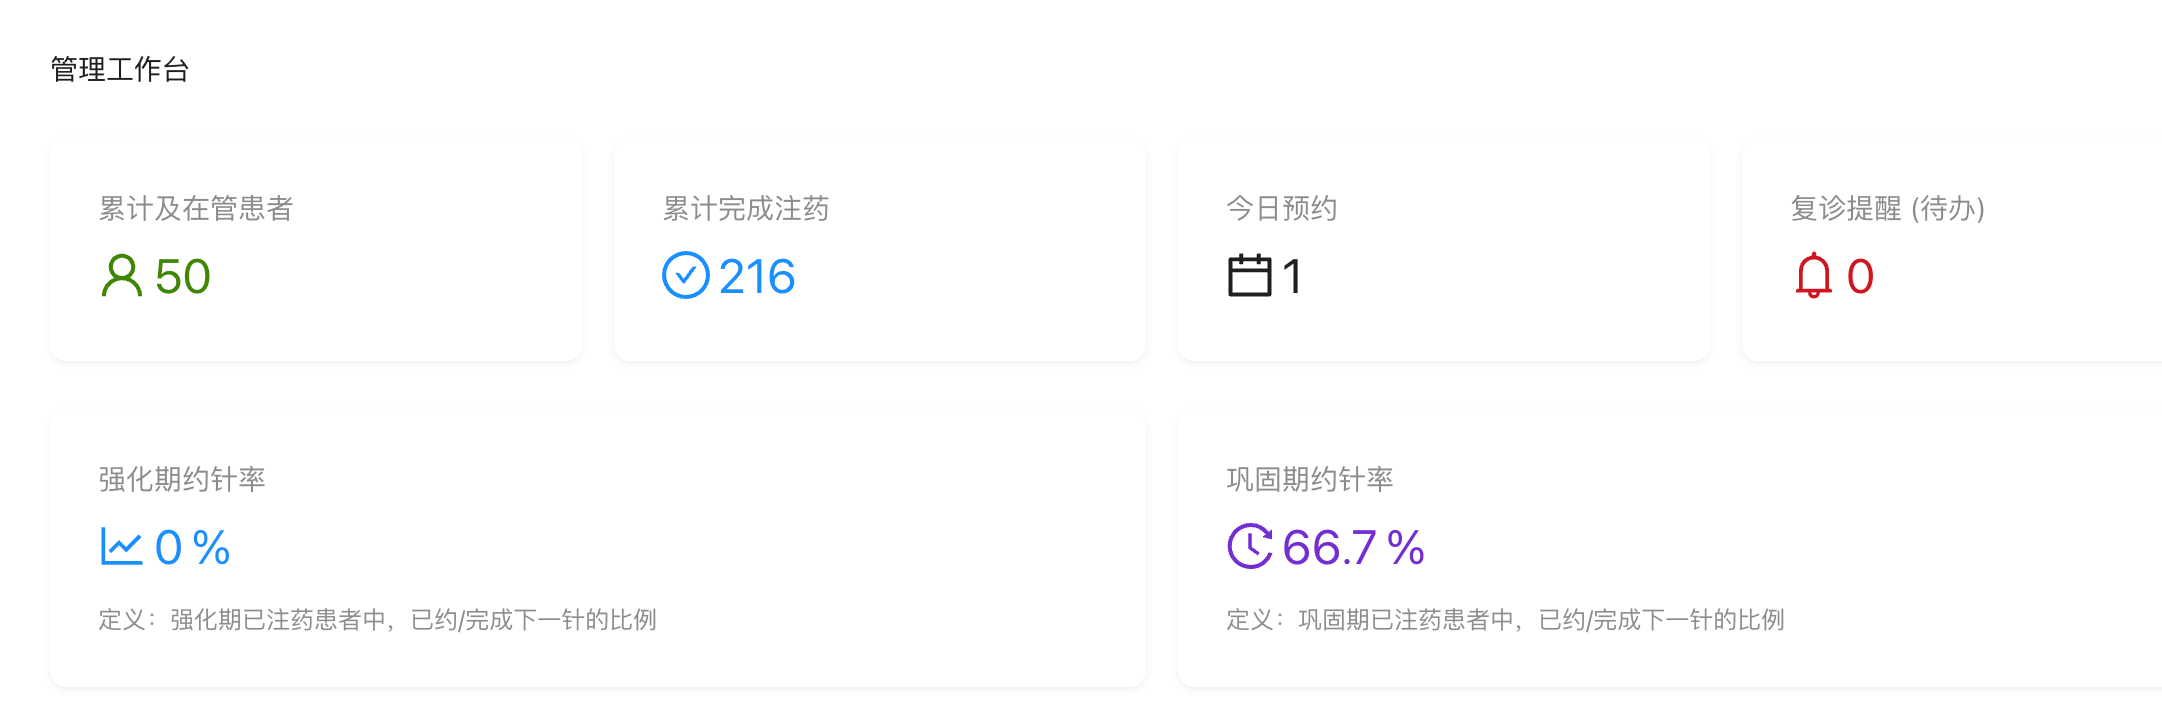 管理工作台
累计及在管患者
50
累计完成注药
216
今日预约
1
复诊提醒 (待办)
0
强化期约针率
0 %
定义：强化期已注药患者中，已约/完成下一针的比例
巩固期约针率
66.7 %
定义：巩固期已注药患者中，已约/完成下一针的比例